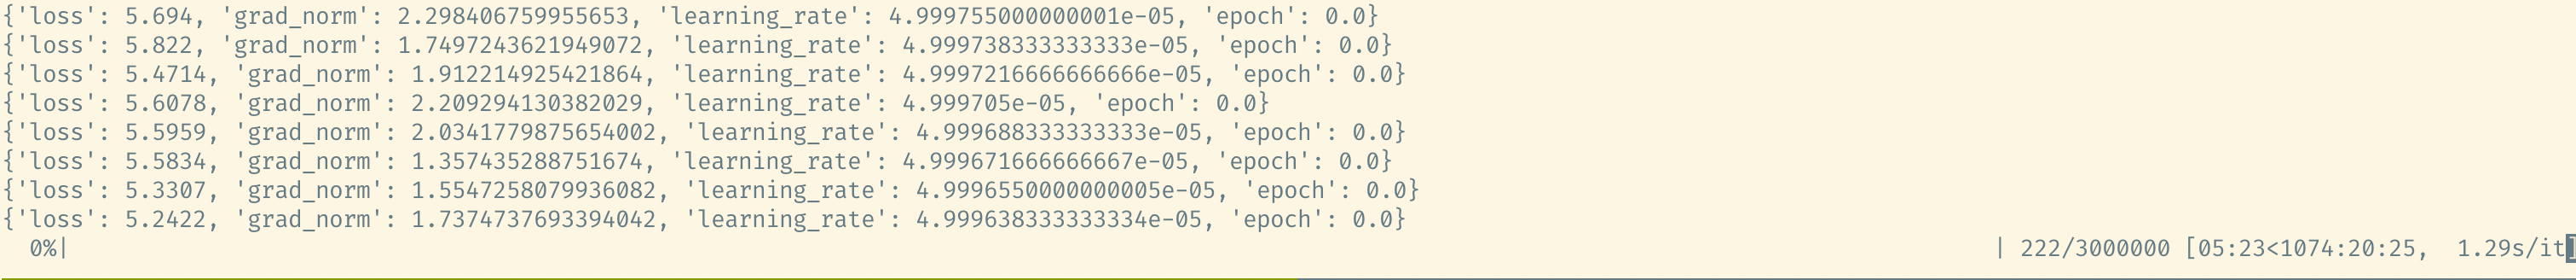 {'loss': 5.694, 'grad_norm': 2.298406759955653, 'learning_rate': 4.999755000000001e-05, 'epoch': 0.0}
{'loss': 5.822, 'grad_norm': 1.7497243621949072, 'learning_rate': 4.999738333333333e-05, 'epoch': 0.0}
{'loss': 5.4714, 'grad_norm': 1.912214925421864, 'learning_rate': 4.9997216666666666e-05, 'epoch': 0.0}
{'loss': 5.6078, 'grad_norm': 2.209294130382029, 'learning_rate': 4.999705e-05, 'epoch': 0.0}
{'loss': 5.5959, 'grad_norm': 2.0341779875654002, 'learning_rate': 4.999688333333333e-05, 'epoch': 0.0}
{'loss': 5.5834, 'grad_norm': 1.357435288751674, 'learning_rate': 4.999671666666667e-05, 'epoch': 0.0}
{'loss': 5.3307, 'grad_norm': 1.5547258079936082, 'learning_rate': 4.9996550000000005e-05, 'epoch': 0.0}
{'loss': 5.2422, 'grad_norm': 1.7374737693394042, 'learning_rate': 4.999638333333334e-05, 'epoch': 0.0}
0%| | 222/3000000 [05:23<1074:20:25, 1.29s/it]